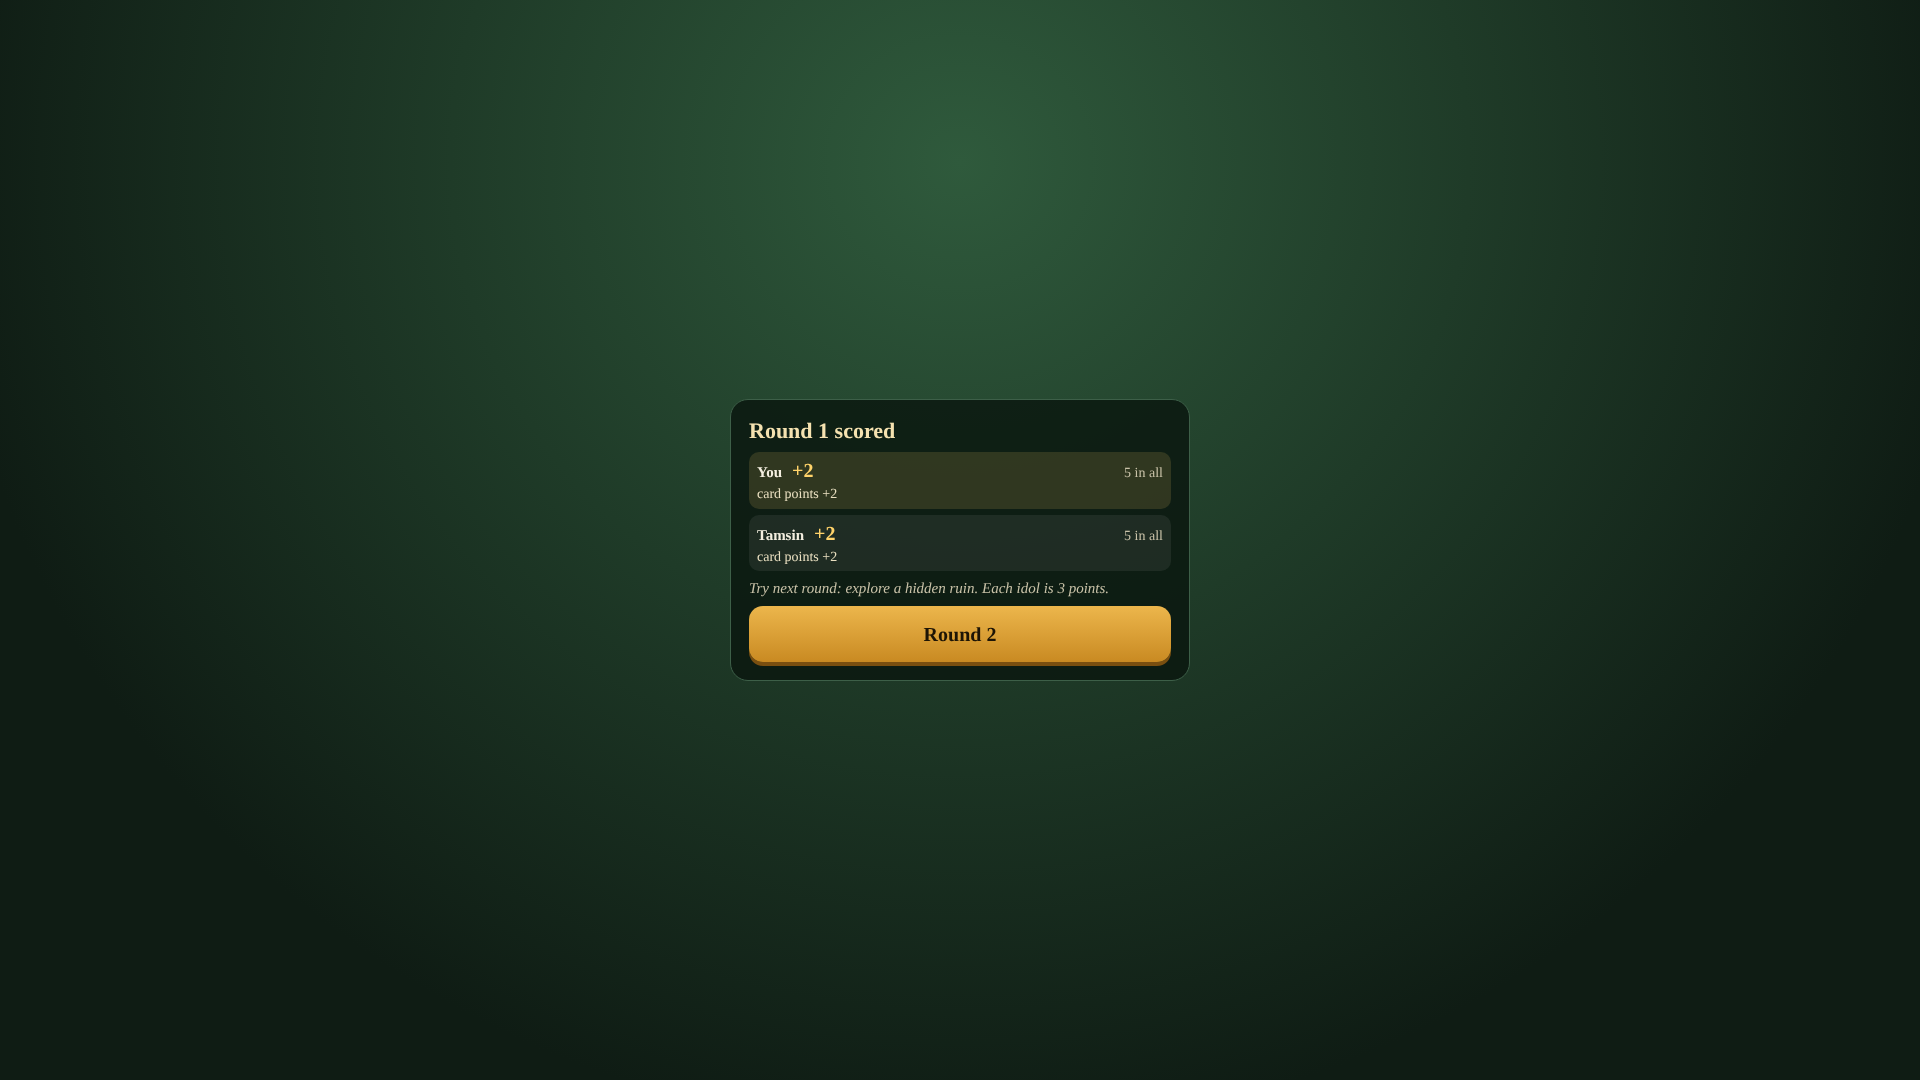 Round 1 scored
You +2 5 in all
card points +2
Tamsin +2 5 in all
card points +2
Try next round: explore a hidden ruin. Each idol is 3 points.
Round 2